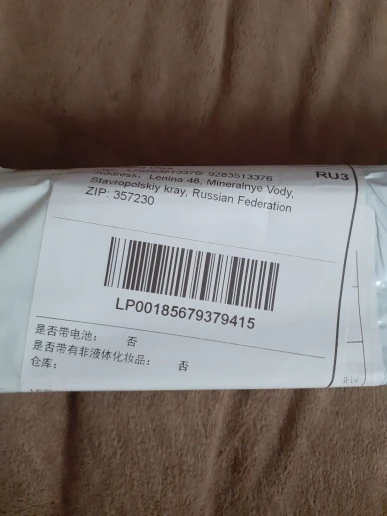 9283513376
Address: Lenina 48, Mineralnye Vody,
Stavropolskiy kray, Russian Federation
ZIP: 357230
RU3
LP00185679379415
是否带电池: 否
是否带有非液体化妆品: 否
仓库: